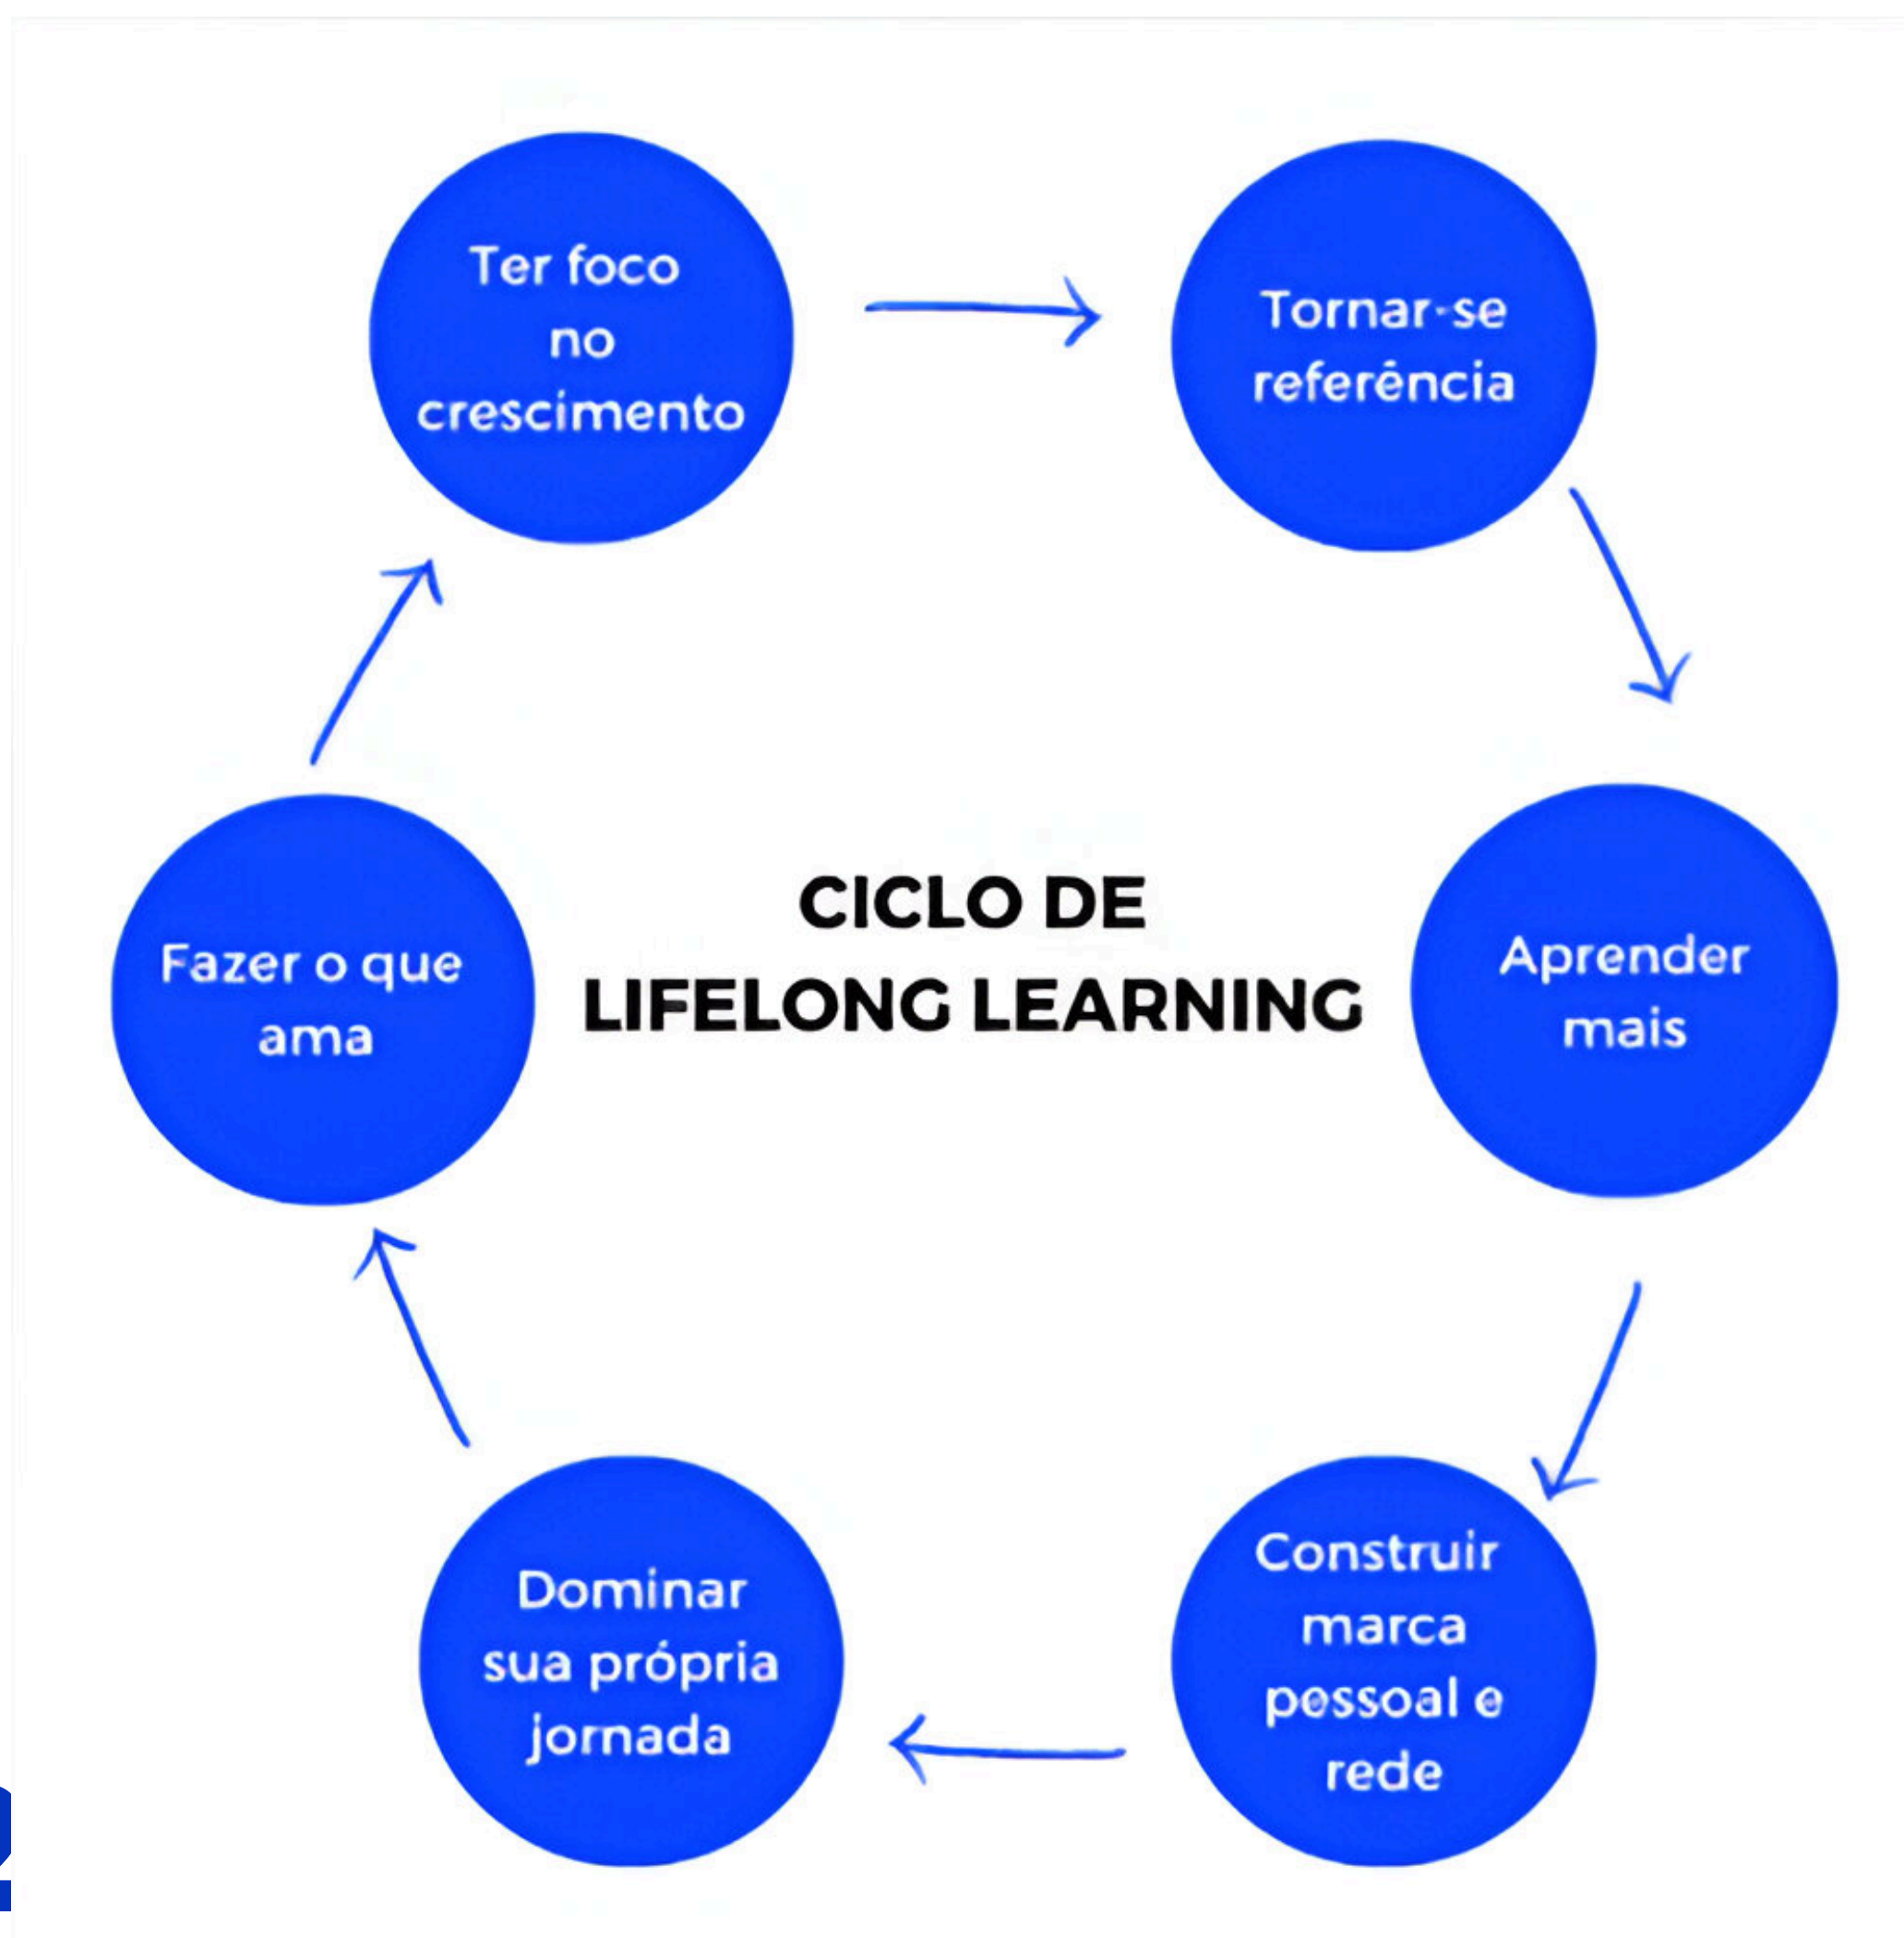 Ter foco
no
crescimento
Tornar-se
referência
Aprender
mais
Construir
marca
pessoal e
rede
Dominar
sua própria
jornada
Fazer o que
ama
CICLO DE
LIFELONG LEARNING